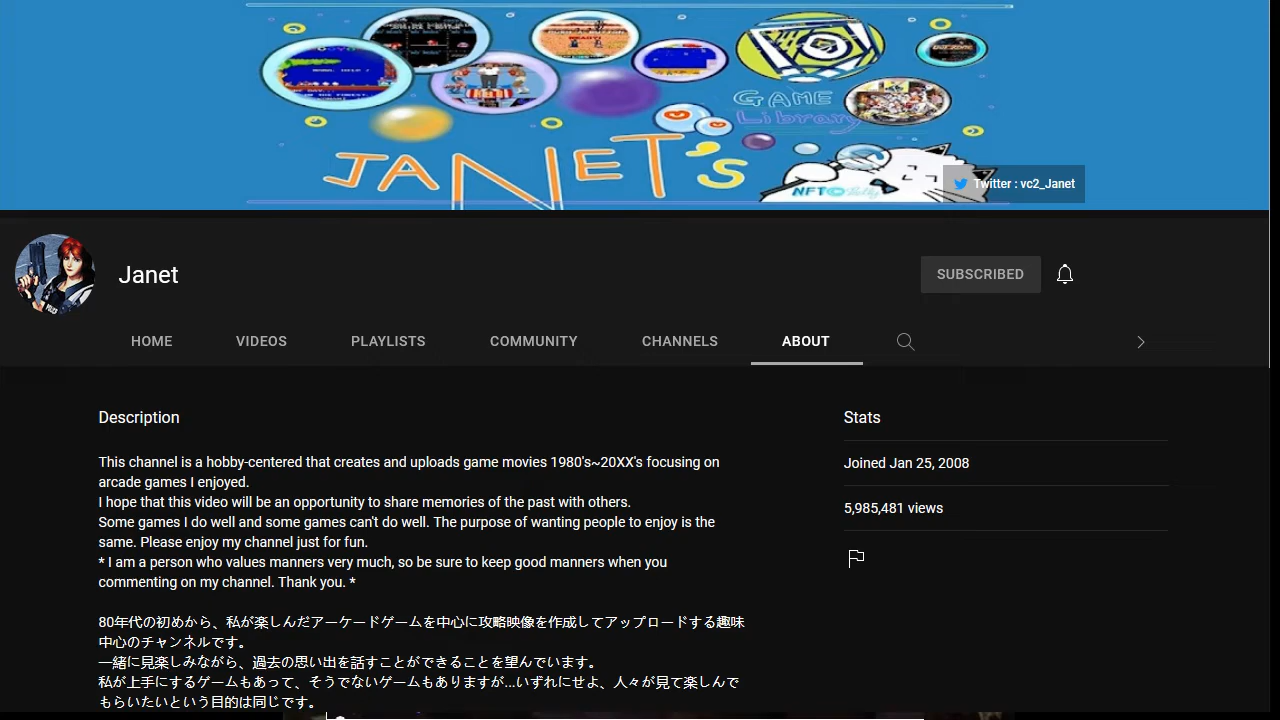 GAME
Library
JANET'S
NFT
Twitter : vc2_Janet
Janet
SUBSCRIBED
HOME
VIDEOS
PLAYLISTS
COMMUNITY
CHANNELS
ABOUT
Description
This channel is a hobby-centered that creates and uploads game movies 1980's~20XX's focusing on
arcade games I enjoyed.
I hope that this video will be an opportunity to share memories of the past with others.
Some games I do well and some games can't do well. The purpose of wanting people to enjoy is the
same. Please enjoy my channel just for fun.
* I am a person who values manners very much, so be sure to keep good manners when you
commenting on my channel. Thank you. *
80年代の初めから、私が楽しんだアーケードゲームを中心に攻略映像を作成してアップロードする趣味
中心のチャンネルです。
一緒に見楽しみながら、過去の思い出を話すことができることを望んでいます。
私が上手にするゲームもあって、そうでないゲームもありますが...いずれにせよ、人々が見て楽しんで
もらいたいという目的は同じです。
Stats
Joined Jan 25, 2008
5,985,481 views